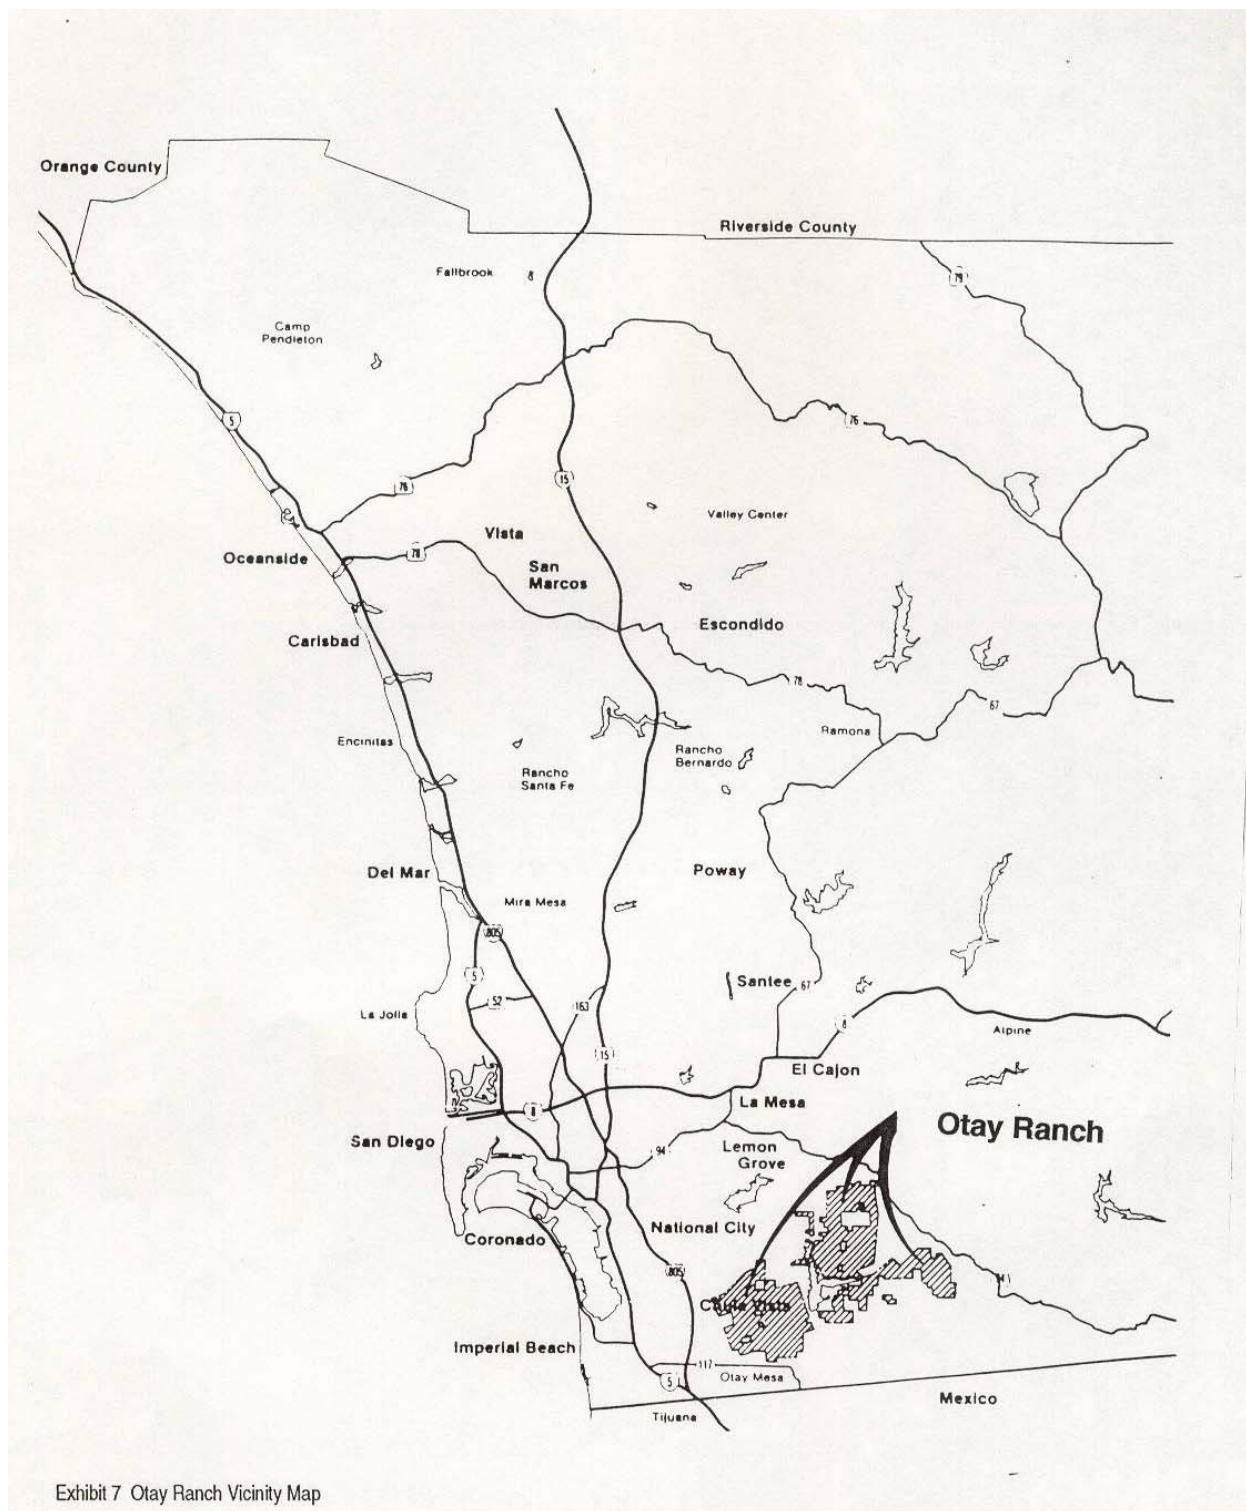 Orange County
Riverside County
79
Fallbrook
8
Camp
Pendleton
5
76
76
15
Valley Center
Vista
78
Oceanside
San
Marcos
Escondido
Carlsbad
78
67
Ramona
Encinitas
Rancho
Bernardo
Rancho
Santa Fe
Del Mar
Poway
Mira Mesa
805
5
Santee
67
52
163
La Jolla
8
Alpine
15
El Cajon
La Mesa
8
Otay Ranch
San Diego
94
Lemon
Grove
National City
Coronado
805
Chula Vista
Imperial Beach
117
Otay Mesa
5
Mexico
Tijuana
Exhibit 7 Otay Ranch Vicinity Map